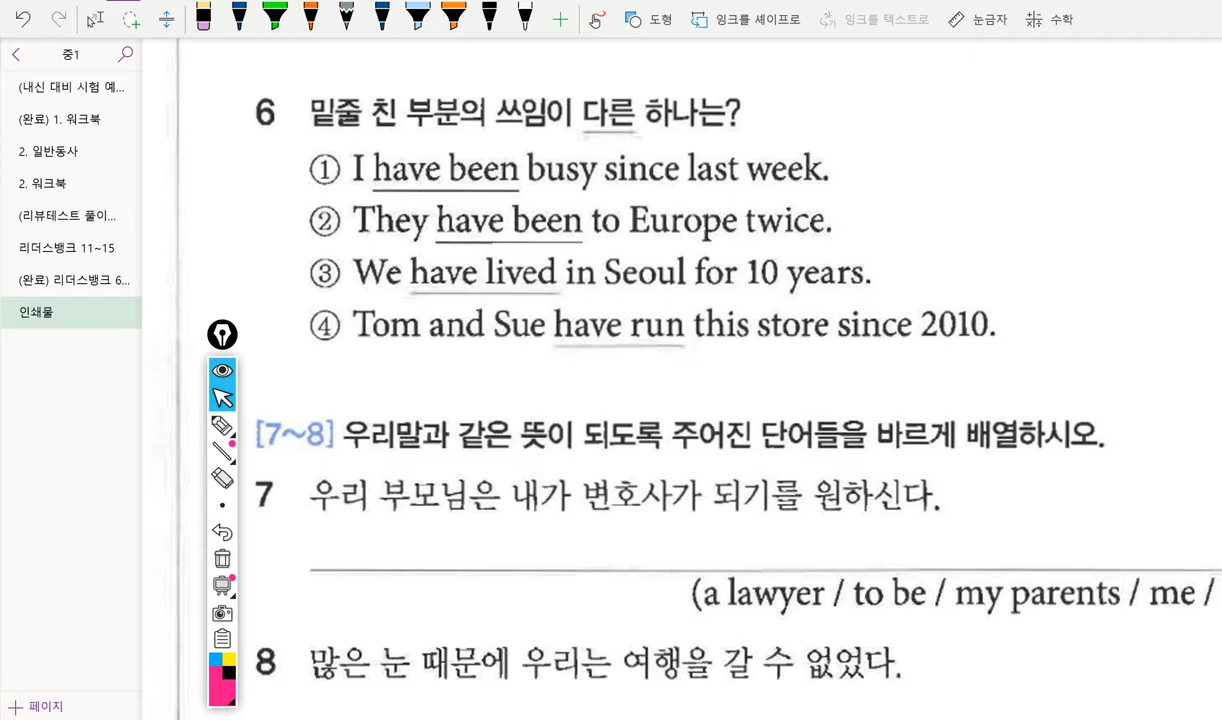 도형
잉크를 셰이프로
잉크를 텍스트로
눈금자
수학
중1
(내신 대비 시험 예...
(완료) 1. 워크북
2. 일반동사
2. 워크북
(리뷰테스트 풀이...
리더스뱅크 11~15
(완료) 리더스뱅크 6...
인쇄물
페이지
6 밑줄 친 부분의 쓰임이 다른 하나는?
① I have been busy since last week.
② They have been to Europe twice.
③ We have lived in Seoul for 10 years.
④ Tom and Sue have run this store since 2010.
[7~8] 우리말과 같은 뜻이 되도록 주어진 단어들을 바르게 배열하시오.
7 우리 부모님은 내가 변호사가 되기를 원하신다.
(a lawyer / to be / my parents / me /
8 많은 눈 때문에 우리는 여행을 갈 수 없었다.